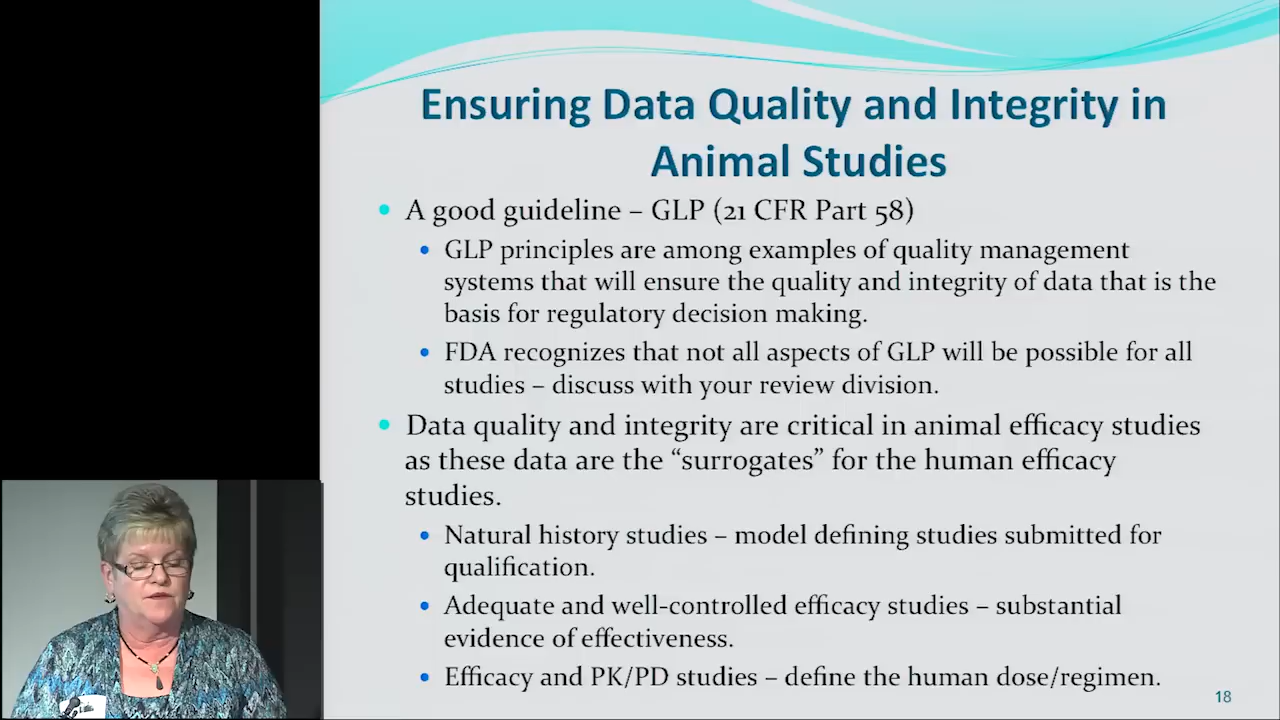 Ensuring Data Quality and Integrity in
Animal Studies
• A good guideline – GLP (21 CFR Part 58)
• GLP principles are among examples of quality management
systems that will ensure the quality and integrity of data that is the
basis for regulatory decision making.
• FDA recognizes that not all aspects of GLP will be possible for all
studies – discuss with your review division.
• Data quality and integrity are critical in animal efficacy studies
as these data are the “surrogates” for the human efficacy
studies.
• Natural history studies – model defining studies submitted for
qualification.
• Adequate and well-controlled efficacy studies – substantial
evidence of effectiveness.
• Efficacy and PK/PD studies – define the human dose/regimen.
18